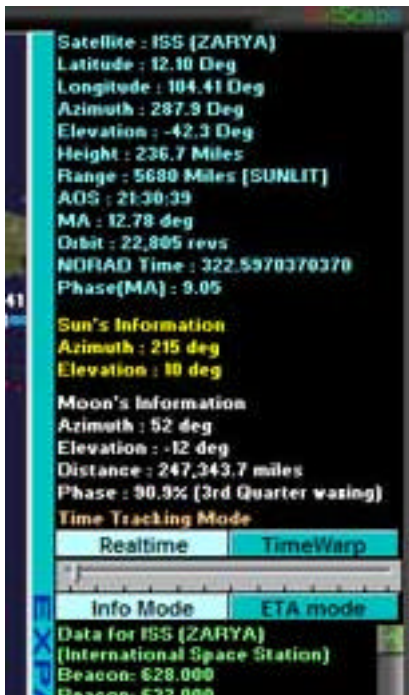 Satellite : ISS (ZARYA)
Latitude : 12.10 Deg
Longitude : 104.41 Deg
Azimuth : 287.9 Deg
Elevation : -42.3 Deg
Height : 236.7 Miles
Range : 5680 Miles [SUNLIT]
AOS : 21:30:39
MA : 12.78 deg
Orbit : 22,805 revs
NORAD Time : 322.5970370370
Phase(MA) : 9.05
41
Sun's Information
Azimuth : 215 deg
Elevation : 10 deg
Moon's Information
Azimuth : 52 deg
Elevation : -12 deg
Distance : 247,343.7 miles
Phase : 90.9% (3rd Quarter waxing)
Time Tracking Mode
Realtime TimeWarp
Info Mode ETA mode
EXPA
Data for ISS (ZARYA)
(International Space Station)
Beacon: 628.000